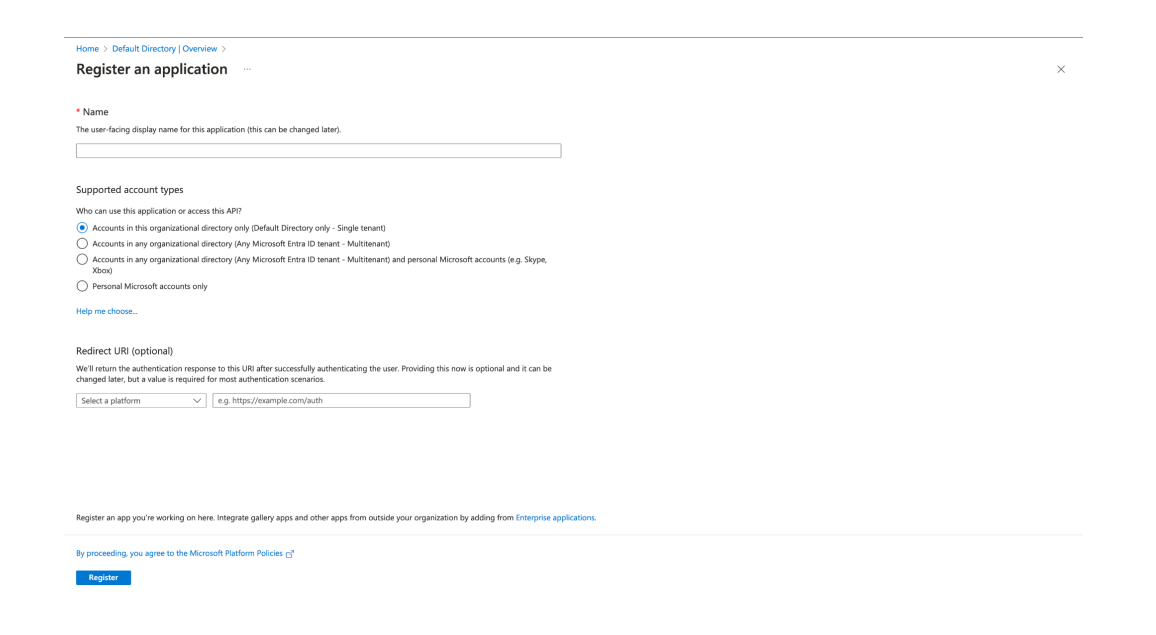 Home > Default Directory | Overview >
Register an application ...
* Name
The user-facing display name for this application (this can be changed later).
Supported account types
Who can use this application or access this API?
Accounts in this organizational directory only (Default Directory only - Single tenant)
Accounts in any organizational directory (Any Microsoft Entra ID tenant - Multitenant)
Accounts in any organizational directory (Any Microsoft Entra ID tenant - Multitenant) and personal Microsoft accounts (e.g. Skype,
Xbox)
Personal Microsoft accounts only
Help me choose...
Redirect URI (optional)
We'll return the authentication response to this URI after successfully authenticating the user. Providing this now is optional and it can be
changed later, but a value is required for most authentication scenarios.
Select a platform e.g. https://example.com/auth
Register an app you're working on here. Integrate gallery apps and other apps from outside your organization by adding from Enterprise applications.
By proceeding, you agree to the Microsoft Platform Policies
Register